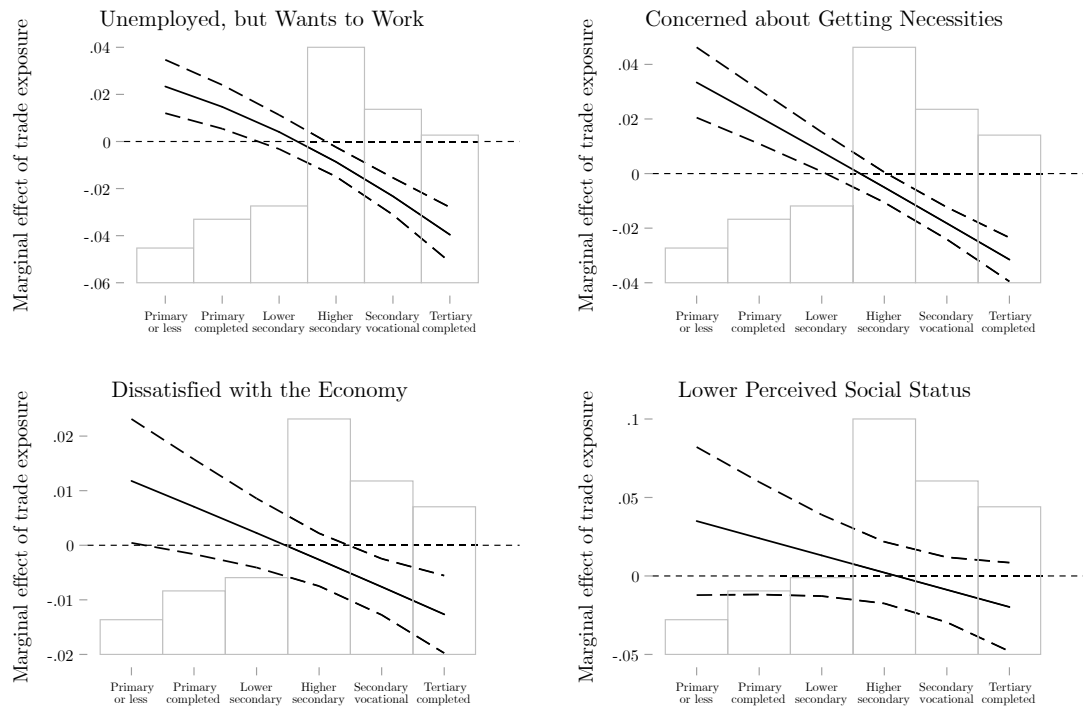 Unemployed, but Wants to Work
Marginal effect of trade exposure
.04
.02
0
-.02
-.04
-.06
Primary or less
Primary completed
Lower secondary
Higher secondary
Secondary vocational
Tertiary completed
Concerned about Getting Necessities
Marginal effect of trade exposure
.04
.02
0
-.02
-.04
Primary or less
Primary completed
Lower secondary
Higher secondary
Secondary vocational
Tertiary completed
Dissatisfied with the Economy
Marginal effect of trade exposure
.02
.01
0
-.01
-.02
Primary or less
Primary completed
Lower secondary
Higher secondary
Secondary vocational
Tertiary completed
Lower Perceived Social Status
Marginal effect of trade exposure
.1
.05
0
-.05
Primary or less
Primary completed
Lower secondary
Higher secondary
Secondary vocational
Tertiary completed